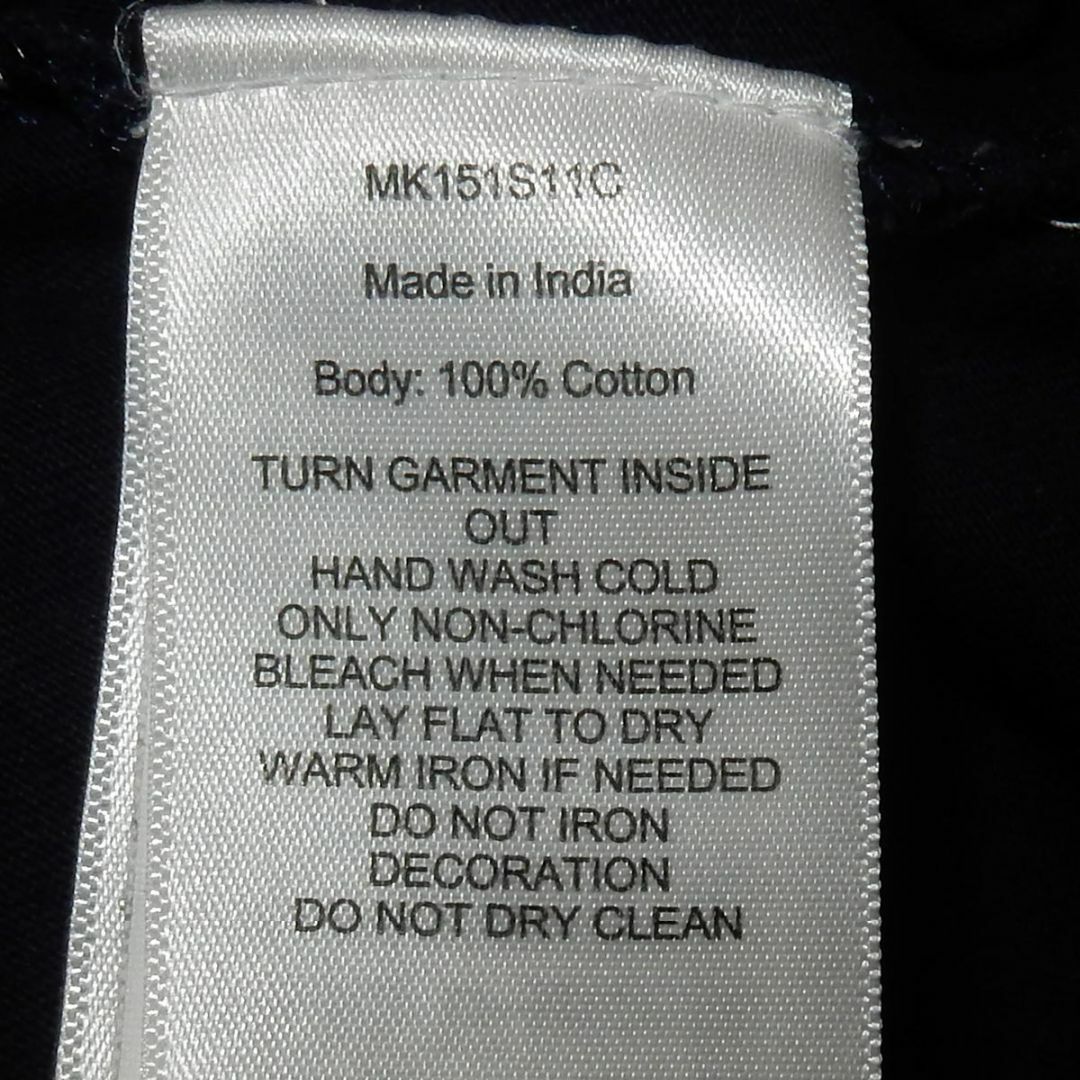 MK151S11C
Made in India
Body: 100% Cotton
TURN GARMENT INSIDE
OUT
HAND WASH COLD
ONLY NON-CHLORINE
BLEACH WHEN NEEDED
LAY FLAT TO DRY
WARM IRON IF NEEDED
DO NOT IRON
DECORATION
DO NOT DRY CLEAN